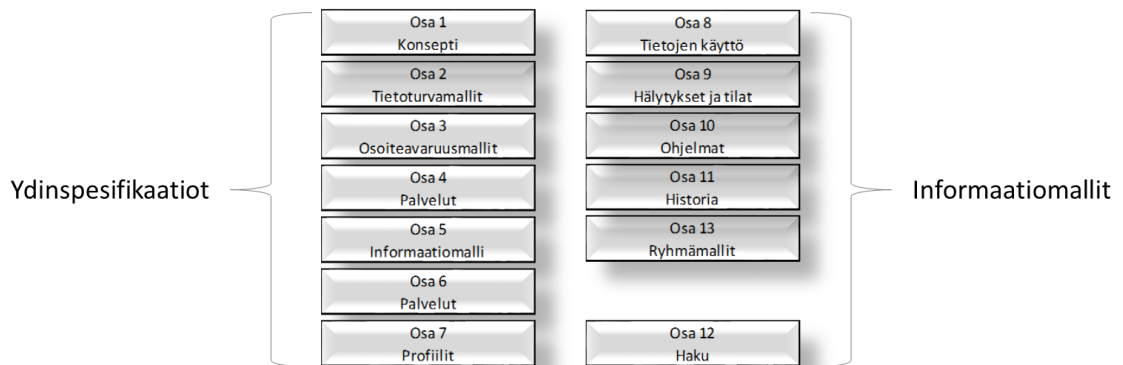 Ydinspesifikaatiot
Osa 1
Konsepti
Osa 2
Tietoturvamallit
Osa 3
Osoiteavaruusmallit
Osa 4
Palvelut
Osa 5
Informaatiomalli
Osa 6
Palvelut
Osa 7
Profiilit
Osa 8
Tietojen käyttö
Osa 9
Hälytykset ja tilat
Osa 10
Ohjelmat
Osa 11
Historia
Osa 13
Ryhmämallit
Osa 12
Haku
Informaatiomallit